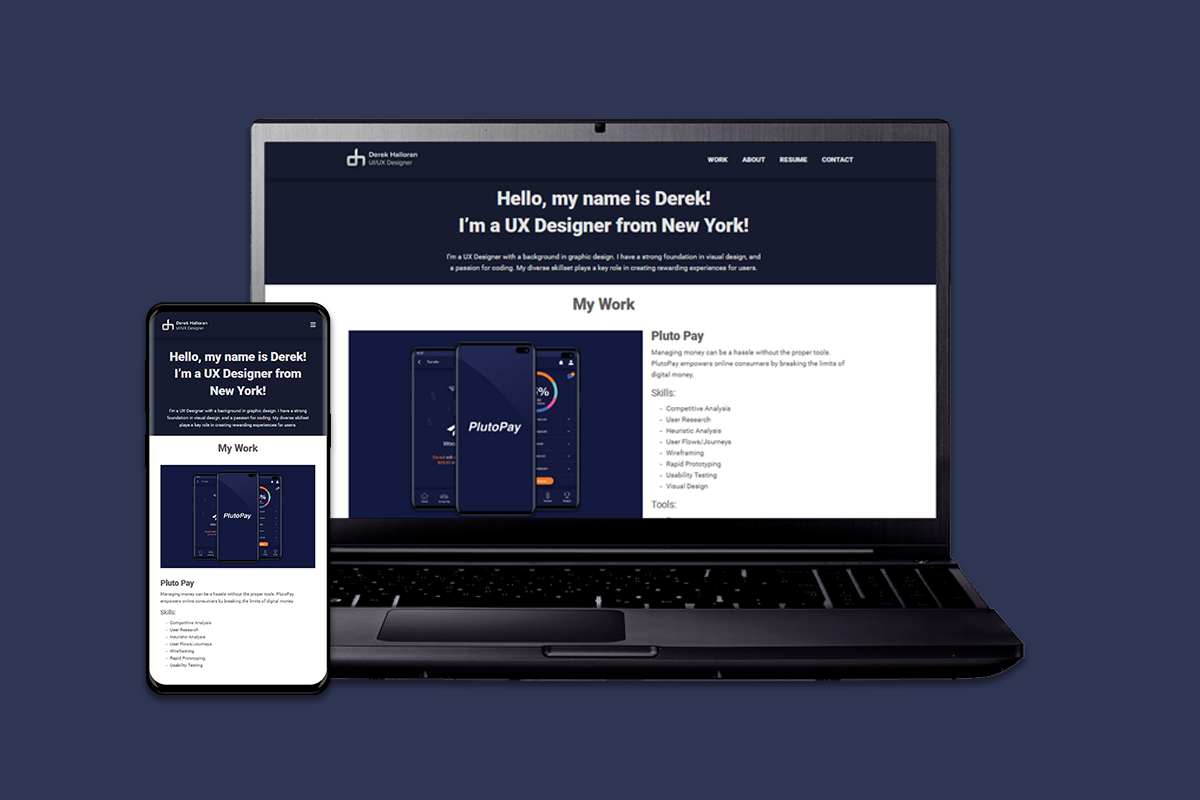 Derek Halloran
UI/UX Designer
WORK ABOUT RESUME CONTACT
Hello, my name is Derek!
I'm a UX Designer from New York!
I'm a UX Designer with a background in graphic design. I have a strong foundation in visual design, and
a passion for coding. My diverse skillset plays a key role in creating rewarding experiences for users.
My Work
PlutoPay
Pluto Pay
Managing money can be a hassle without the proper tools.
PlutoPay empowers online consumers by breaking the limits of
digital money.
Skills:
- Competitive Analysis
- User Research
- Heuristic Analysis
- User Flows/Journeys
- Wireframing
- Rapid Prototyping
- Usability Testing
- Visual Design
Tools:
Derek Halloran
UI/UX Designer
Hello, my name is Derek!
I'm a UX Designer from
New York!
I'm a UX Designer with a background in graphic design. I have a strong
foundation in visual design, and a passion for coding. My diverse skillset
plays a key role in creating rewarding experiences for users.
My Work
PlutoPay
Pluto Pay
Managing money can be a hassle without the proper tools. PlutoPay
empowers online consumers by breaking the limits of digital money.
Skills:
- Competitive Analysis
- User Research
- Heuristic Analysis
- User Flows/Journeys
- Wireframing
- Rapid Prototyping
- Usability Testing